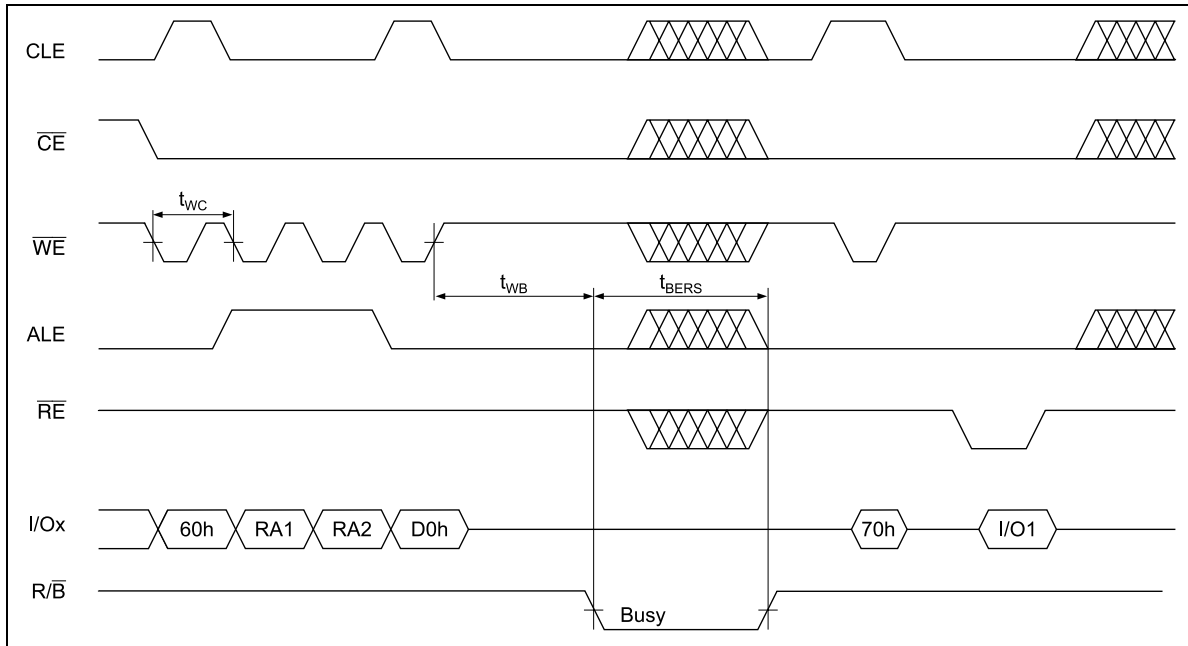 CLE
CE
tWC
WE
tWB
tBERS
ALE
RE
I/Ox
60h
RA1
RA2
D0h
70h
I/O1
R/B
Busy